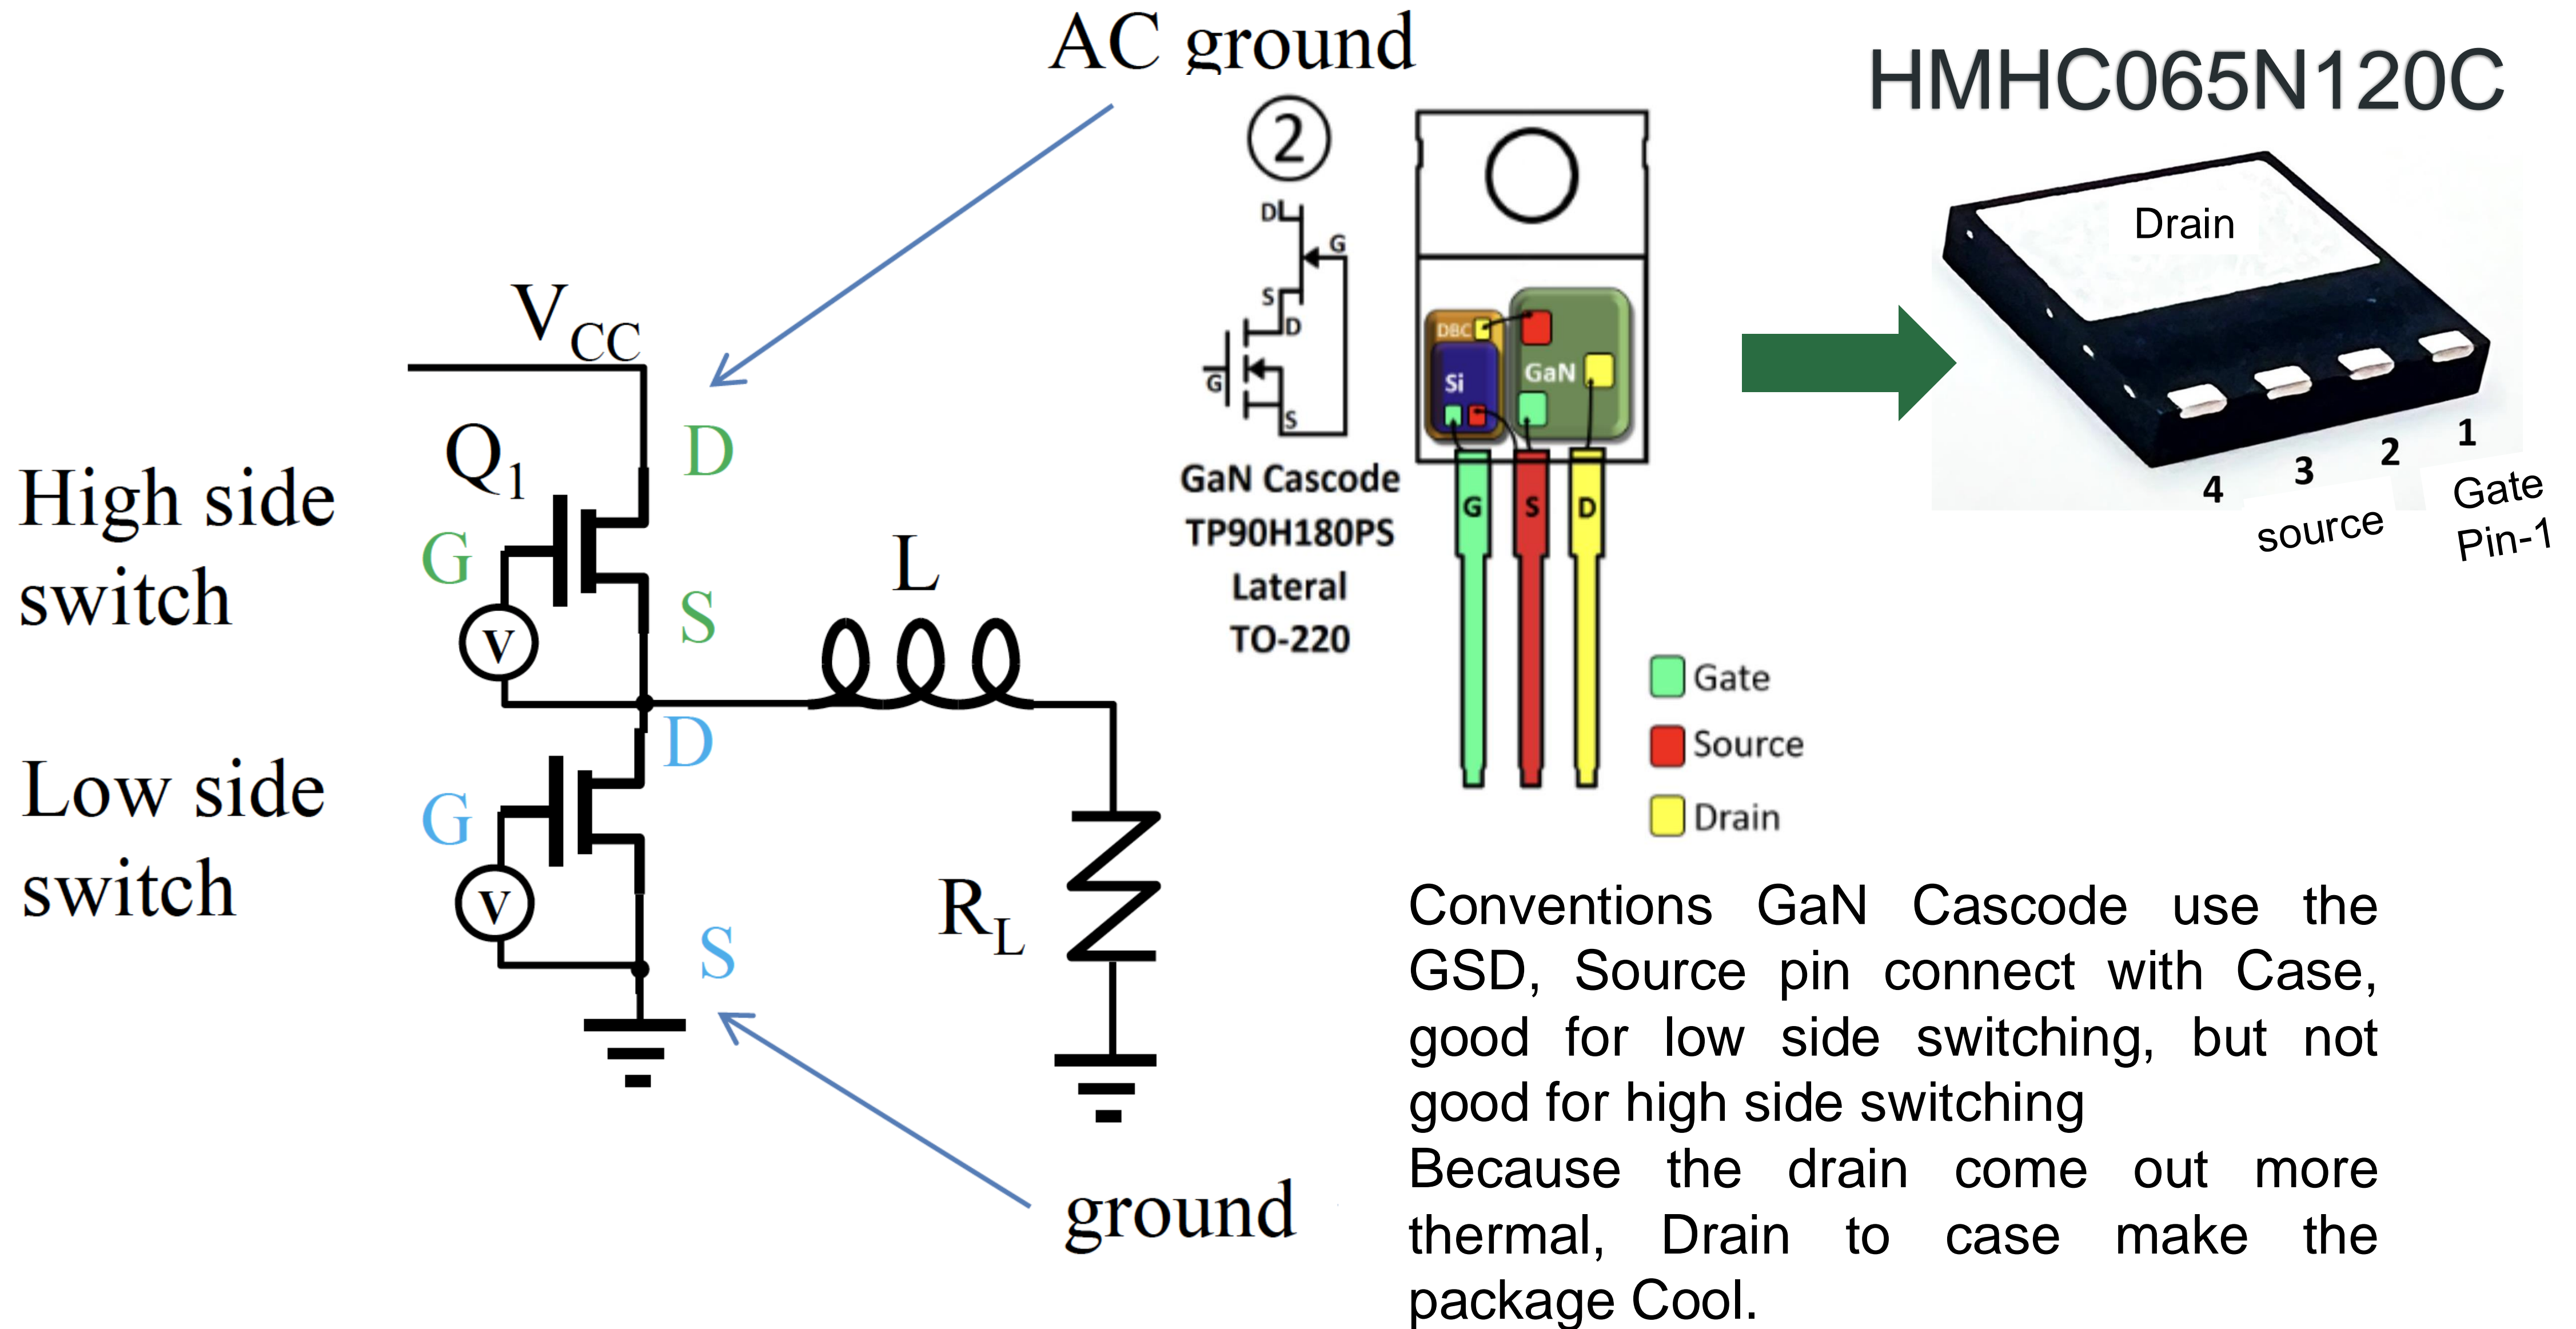 AC ground
HMHC065N120C
2
D
G
S
D
G
S
GaN Cascode
TP90H180PS
Lateral
TO-220
DBC
Si
GaN
G S D
Gate
Source
Drain
Drain
4 3 2 1
source
Gate
Pin-1
VCC
Q1
D
High side
switch
G
V
S
L
D
Low side
switch
G
V
S
RL
ground
Conventions GaN Cascode use the
GSD, Source pin connect with Case,
good for low side switching, but not
good for high side switching
Because the drain come out more
thermal, Drain to case make the
package Cool.